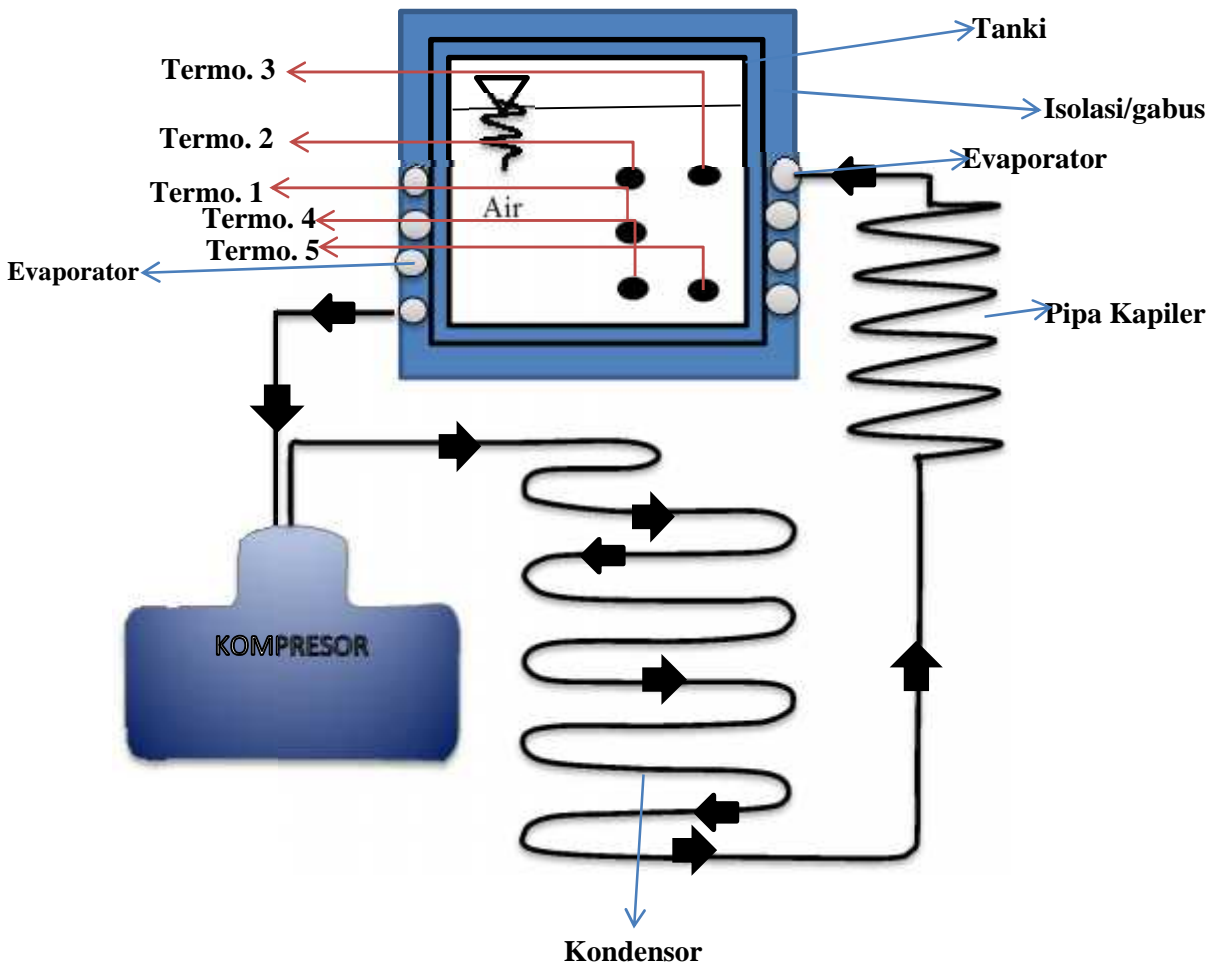 Tanki
Termo. 3
Isolasi/gabus
Termo. 2
Evaporator
Termo. 1
Air
Termo. 4
Termo. 5
Evaporator
Pipa Kapiler
KOMPRESOR
Kondensor